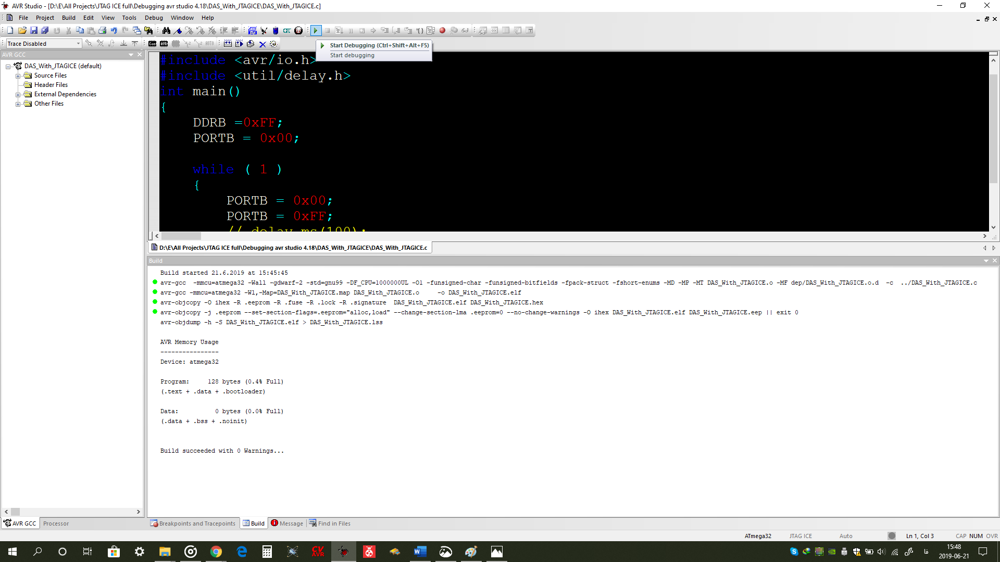 AVR Studio - [D:\E\All Projects\JTAG ICE full\Debugging avr studio 4.18\DAS_With_JTAGICE\DAS_With_JTAGICE.c]
File Project Build Edit View Tools Debug Window Help
Trace Disabled
Con AVR AUTO
Start Debugging (Ctrl+Shift+Alt+F5)
Start debugging
AVR GCC
DAS_With_JTAGICE (default)
Source Files
Header Files
External Dependencies
Other Files
#include <avr/io.h>
#include <util/delay.h>
int main()
{
DDRB =0xFF;
PORTB = 0x00;
while ( 1 )
{
PORTB = 0x00;
PORTB = 0xFF;
//_delay_ms(100);
D:\E\All Projects\JTAG ICE full\Debugging avr studio 4.18\DAS_With_JTAGICE\DAS_With_JTAGICE.c
Build
Build started 21.6.2019 at 15:45:45
avr-gcc -mmcu=atmega32 -Wall -gdwarf-2 -std=gnu99 -DF_CPU=1000000UL -O1 -funsigned-char -funsigned-bitfields -fpack-struct -fshort-enums -MD -MP -MT DAS_With_JTAGICE.o -MF dep/DAS_With_JTAGICE.o.d -c ../DAS_With_JTAGICE.c
avr-gcc -mmcu=atmega32 -Wl,-Map=DAS_With_JTAGICE.map DAS_With_JTAGICE.o -o DAS_With_JTAGICE.elf
avr-objcopy -O ihex -R .eeprom -R .fuse -R .lock -R .signature DAS_With_JTAGICE.elf DAS_With_JTAGICE.hex
avr-objcopy -j .eeprom --set-section-flags=.eeprom="alloc,load" --change-section-lma .eeprom=0 --no-change-warnings -O ihex DAS_With_JTAGICE.elf DAS_With_JTAGICE.eep || exit 0
avr-objdump -h -S DAS_With_JTAGICE.elf > DAS_With_JTAGICE.lss
AVR Memory Usage
----------------
Device: atmega32
Program: 128 bytes (0.4% Full)
(.text + .data + .bootloader)
Data: 0 bytes (0.0% Full)
(.data + .bss + .noinit)
Build succeeded with 0 Warnings...
AVR GCC Processor
Breakpoints and Tracepoints Build Message Find in Files
ATmega32 JTAG ICE Auto Ln 1, Col 3 CAP NUM OVR
CV AVR
فا
15:48
2019-06-21